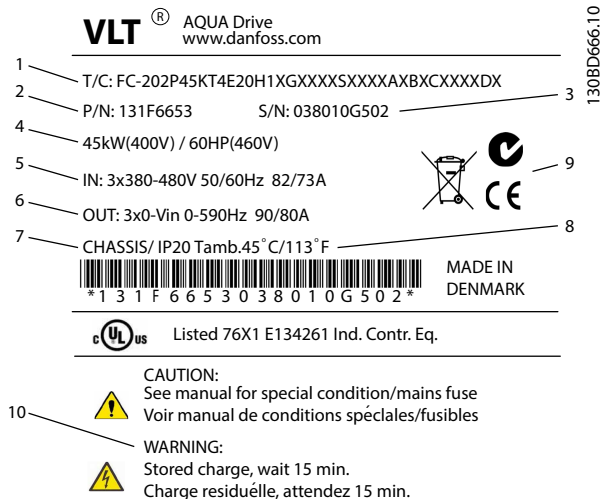 VLT ® AQUA Drive
www.danfoss.com
130BD666.10
1 T/C: FC-202P45KT4E20H1XGXXXXSXXXXAXBXCXXXXDX
2 P/N: 131F6653 S/N: 038010G502 3
4 45kW(400V) / 60HP(460V)
5 IN: 3x380-480V 50/60Hz 82/73A
9
CE
6 OUT: 3x0-Vin 0-590Hz 90/80A
7 CHASSIS/ IP20 Tamb.45°C/113°F 8
*131F6653038010G502*
MADE IN
DENMARK
c UL us Listed 76X1 E134261 Ind. Contr. Eq.
CAUTION:
See manual for special condition/mains fuse
Voir manual de conditions spéclales/fusibles
10 WARNING:
Stored charge, wait 15 min.
Charge residuélle, attendez 15 min.